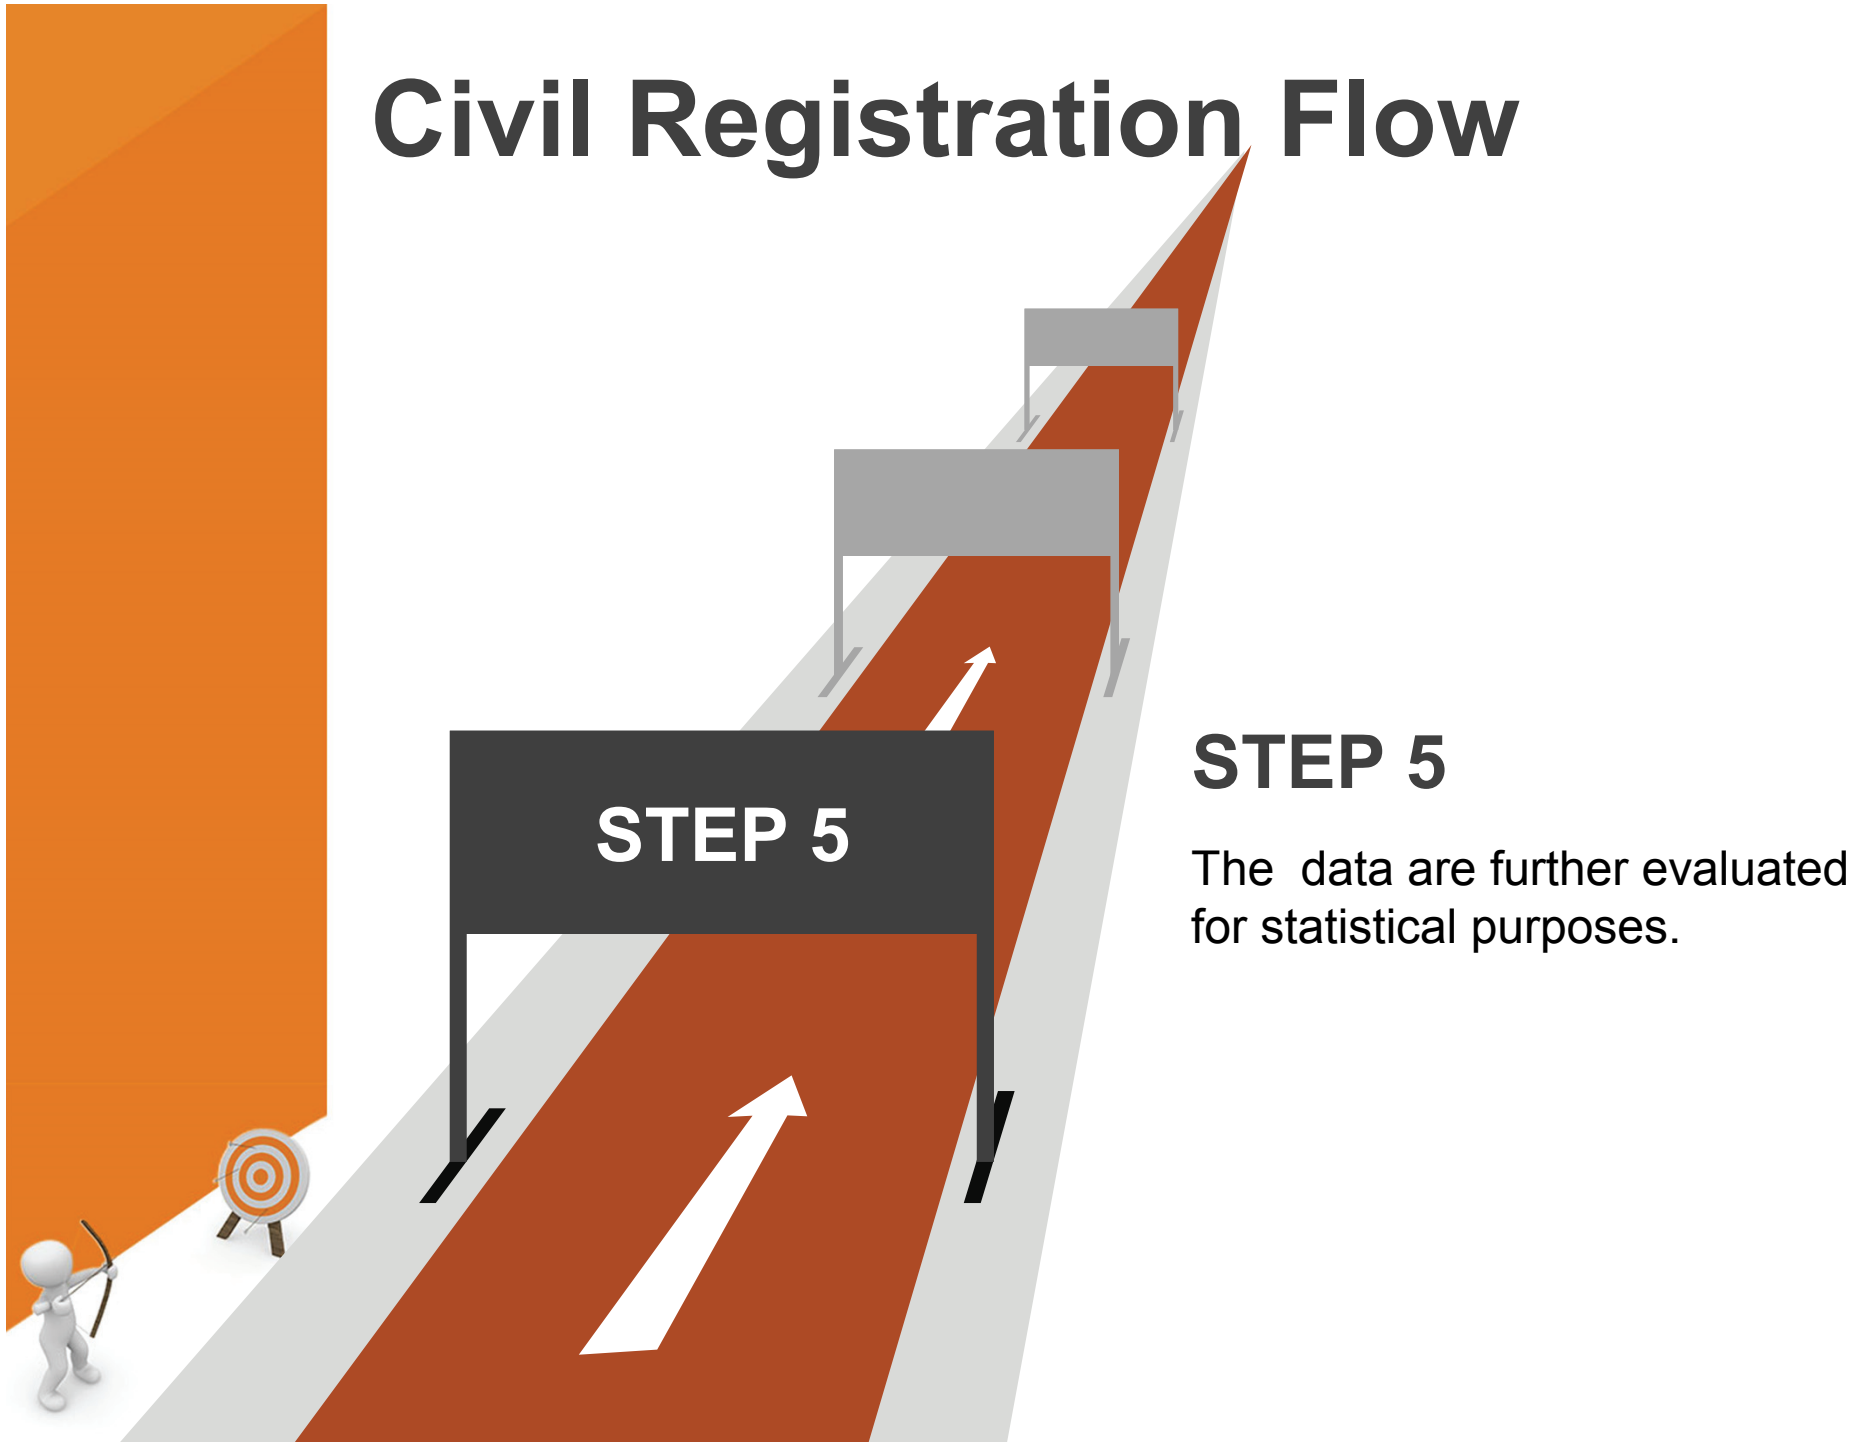 Civil Registration Flow
STEP 5
STEP 5
The  data are further evaluated
for statistical purposes.